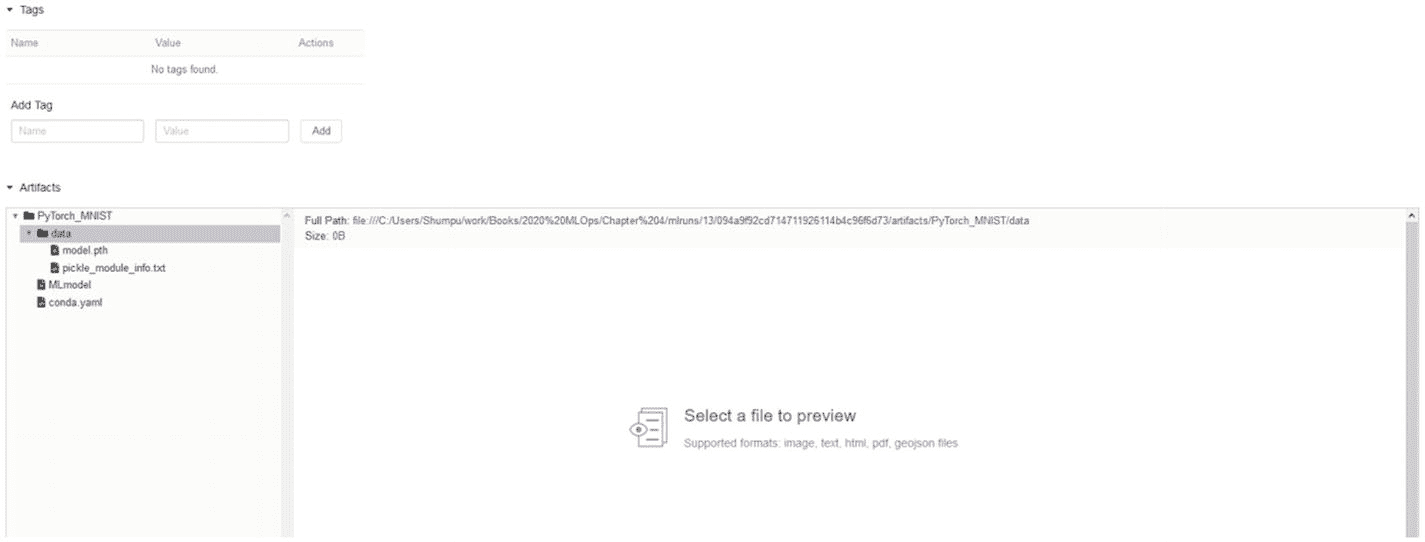 Tags
Name Value Actions
No tags found.
Add Tag
Name Value Add
Artifacts
PyTorch_MNIST
data
model.pth
pickle_module_info.txt
MLmodel
conda.yaml
Full Path: file:///C:/Users/Shumpu/work/Books/2020%20MLOps/Chapter%204/mlruns/13/094a9f92cd714711926114b4c96f6d73/artifacts/PyTorch_MNIST/data
Size: 0B
Select a file to preview
Supported formats: image, text, html, pdf, geojson files